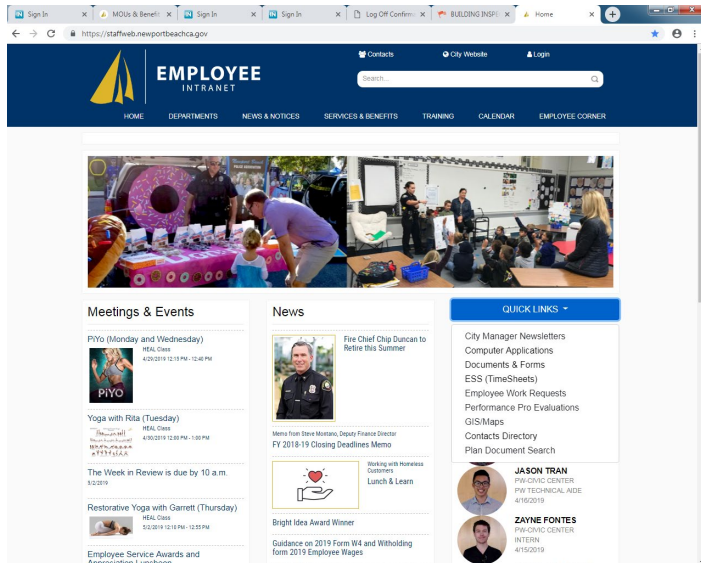 Sign In
MOUs & Benefit
Sign In
Sign In
Log Off Confirm
BUILDING INSPE
Home
https://staffweb.newportbeachca.gov
Contacts
City Website
Login
EMPLOYEE
INTRANET
Search...
HOME
DEPARTMENTS
NEWS & NOTICES
SERVICES & BENEFITS
TRAINING
CALENDAR
EMPLOYEE CORNER
Meetings & Events
PiYo (Monday and Wednesday)
HEAL Class
4/29/2019 12:15 PM - 12:40 PM
PiYO
Yoga with Rita (Tuesday)
HEAL Class
4/30/2019 12:00 PM - 1:00 PM
The Week in Review is due by 10 a.m.
5/2/2019
Restorative Yoga with Garrett (Thursday)
HEAL Class
5/2/2019 12:10 PM - 12:55 PM
Employee Service Awards and
Appreciation Luncheon
News
Fire Chief Chip Duncan to
Retire this Summer
Memo from Steve Montano, Deputy Finance Director
FY 2018-19 Closing Deadlines Memo
Working with Homeless
Customers
Lunch & Learn
Bright Idea Award Winner
Guidance on 2019 Form W4 and Witholding
form 2019 Employee Wages
QUICK LINKS
City Manager Newsletters
Computer Applications
Documents & Forms
ESS (TimeSheets)
Employee Work Requests
Performance Pro Evaluations
GIS/Maps
Contacts Directory
Plan Document Search
JASON TRAN
PW-CIVIC CENTER
PW TECHNICAL AIDE
4/16/2019
ZAYNE FONTES
PW-CIVIC CENTER
INTERN
4/15/2019